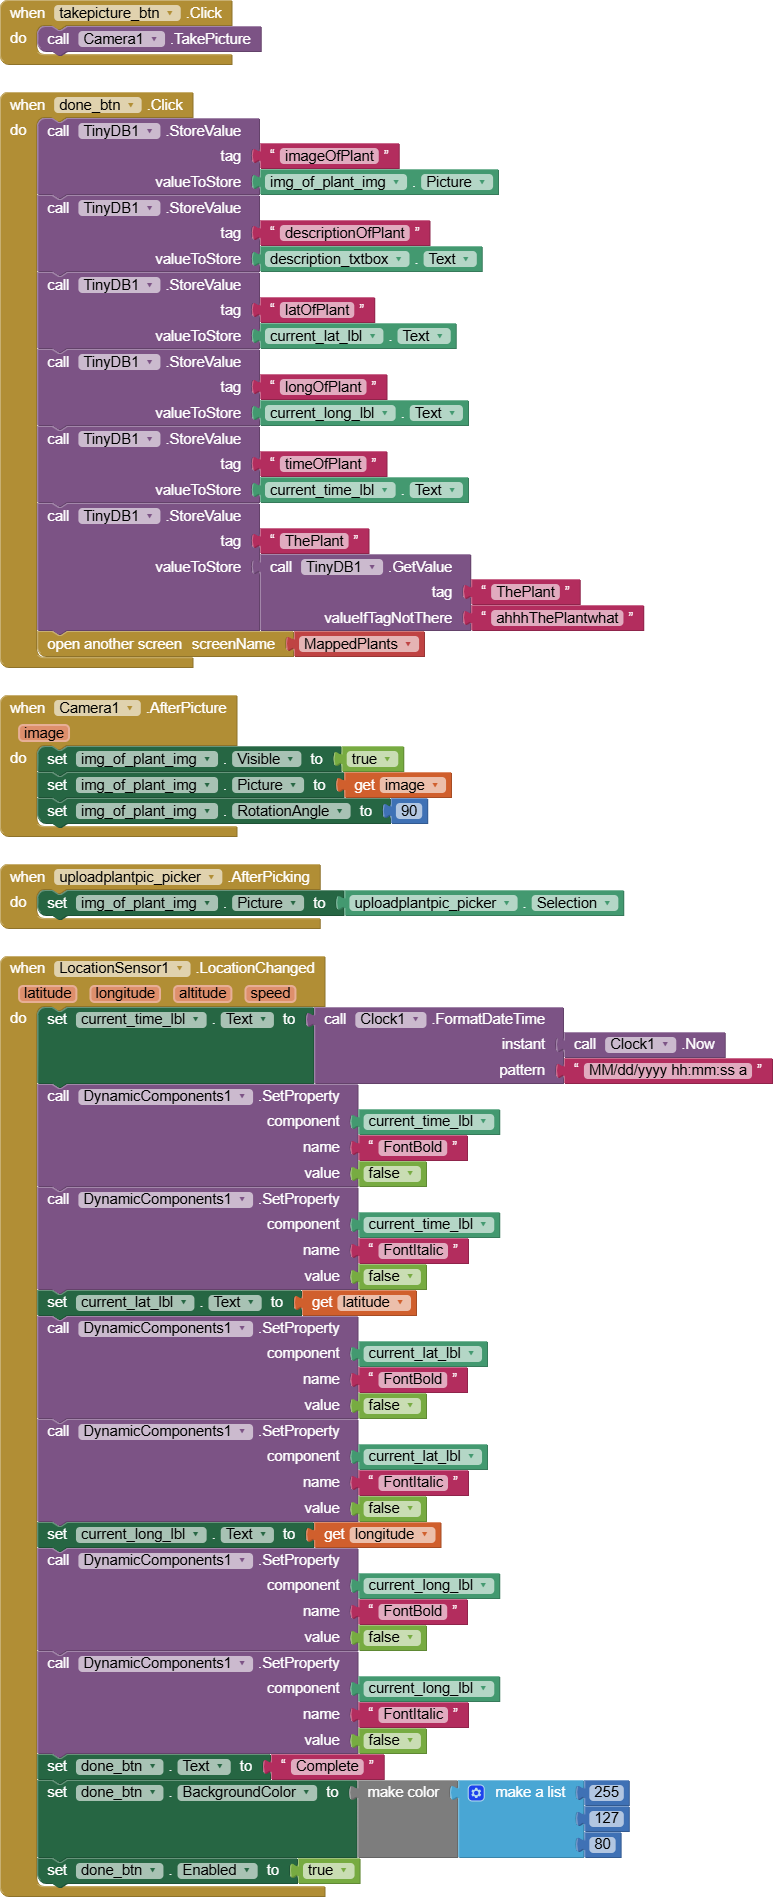 when takepicture_btn .Click
do call Camera1 .TakePicture
when done_btn .Click
do call TinyDB1 .StoreValue
tag “ imageOfPlant ”
valueToStore img_of_plant_img . Picture
call TinyDB1 .StoreValue
tag “ descriptionOfPlant ”
valueToStore description_txtbox . Text
call TinyDB1 .StoreValue
tag “ latOfPlant ”
valueToStore current_lat_lbl . Text
call TinyDB1 .StoreValue
tag “ longOfPlant ”
valueToStore current_long_lbl . Text
call TinyDB1 .StoreValue
tag “ timeOfPlant ”
valueToStore current_time_lbl . Text
call TinyDB1 .StoreValue
tag “ ThePlant ”
valueToStore call TinyDB1 .GetValue
tag “ ThePlant ”
valueIfTagNotThere “ ahhhThePlantwhat ”
open another screen screenName MappedPlants
when Camera1 .AfterPicture
image
do set img_of_plant_img . Visible to true
set img_of_plant_img . Picture to get image
set img_of_plant_img . RotationAngle to 90
when uploadplantpic_picker .AfterPicking
do set img_of_plant_img . Picture to uploadplantpic_picker . Selection
when LocationSensor1 .LocationChanged
latitude longitude altitude speed
do set current_time_lbl . Text to call Clock1 .FormatDateTime
instant call Clock1 .Now
pattern “ MM/dd/yyyy hh:mm:ss a ”
call DynamicComponents1 .SetProperty
component current_time_lbl
name “ FontBold ”
value false
call DynamicComponents1 .SetProperty
component current_time_lbl
name “ FontItalic ”
value false
set current_lat_lbl . Text to get latitude
call DynamicComponents1 .SetProperty
component current_lat_lbl
name “ FontBold ”
value false
call DynamicComponents1 .SetProperty
component current_lat_lbl
name “ FontItalic ”
value false
set current_long_lbl . Text to get longitude
call DynamicComponents1 .SetProperty
component current_long_lbl
name “ FontBold ”
value false
call DynamicComponents1 .SetProperty
component current_long_lbl
name “ FontItalic ”
value false
set done_btn . Text to “ Complete ”
set done_btn . BackgroundColor to make color make a list 255
127
80
set done_btn . Enabled to true